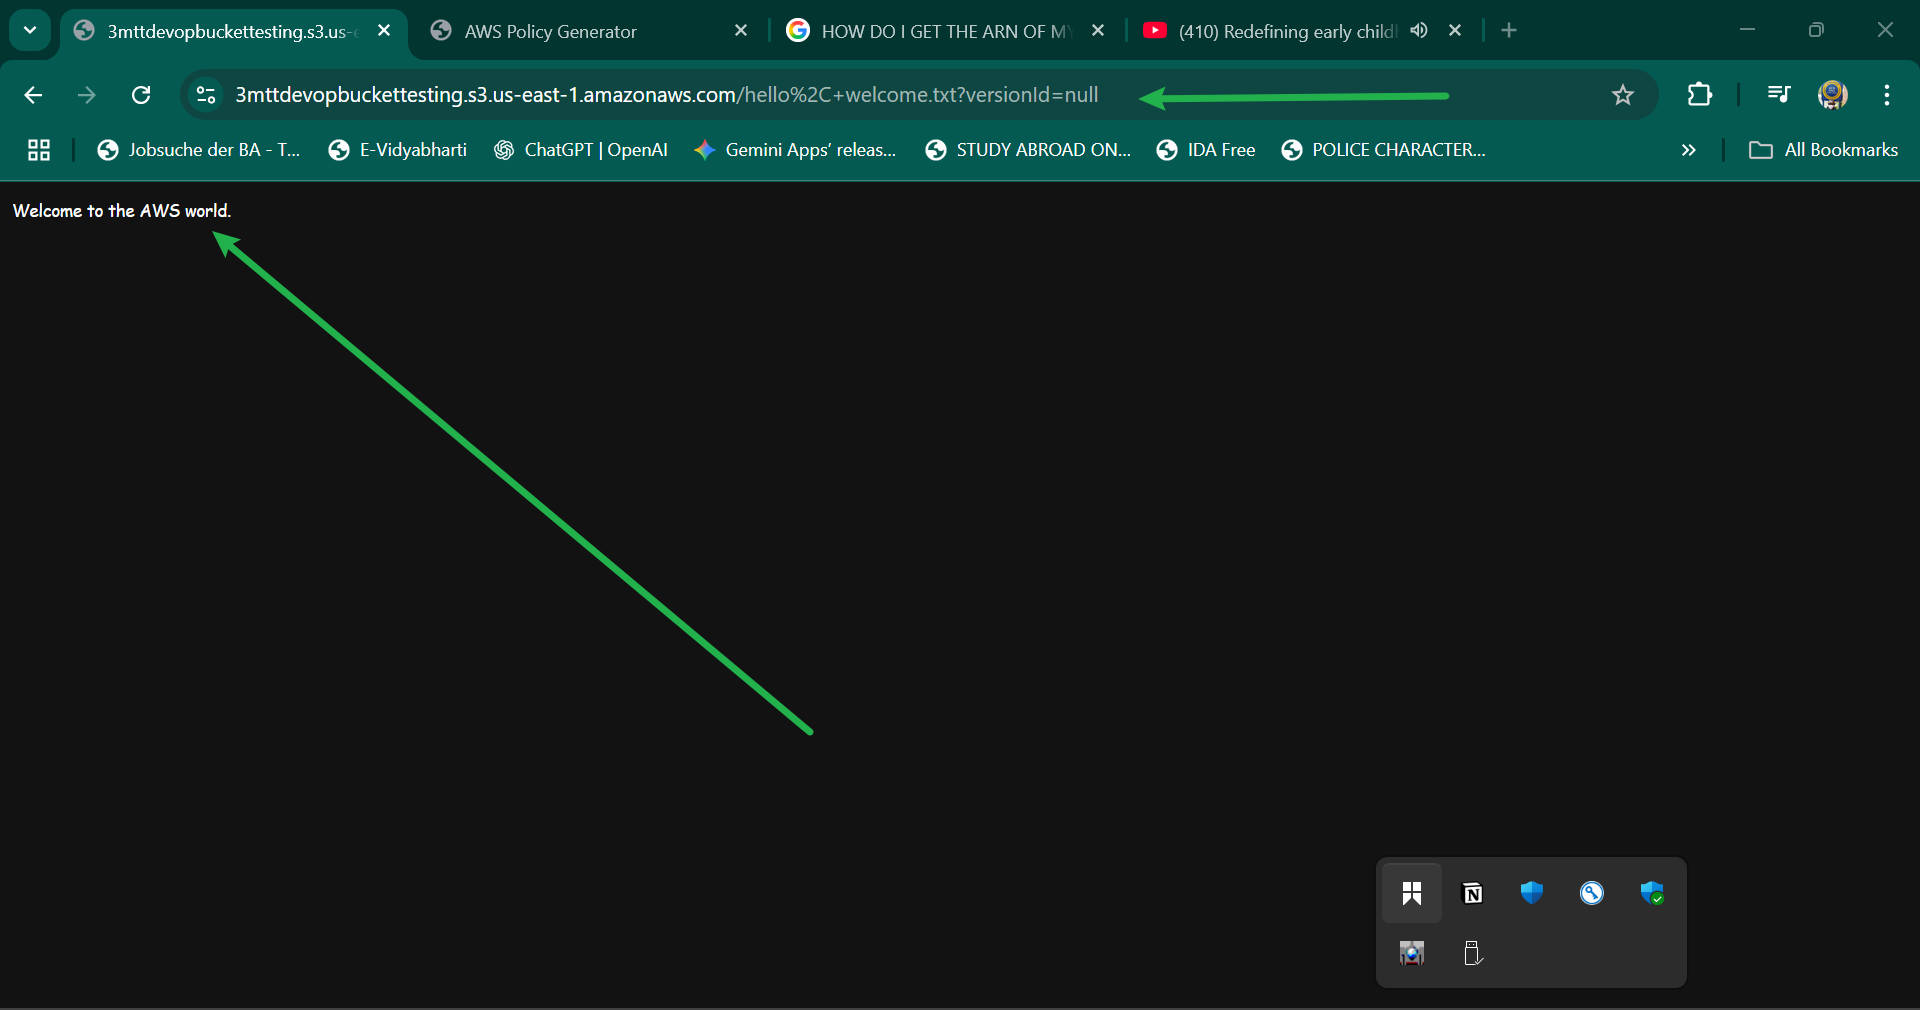 3mttdevopbuckettesting.s3.us-e
AWS Policy Generator
HOW DO I GET THE ARN OF MY
(410) Redefining early child
3mttdevopbuckettesting.s3.us-east-1.amazonaws.com/hello%2C+welcome.txt?versionId=null
Jobsuche der BA - T...
E-Vidyabharti
ChatGPT | OpenAI
Gemini Apps' releas...
STUDY ABROAD ON...
IDA Free
POLICE CHARACTER...
All Bookmarks
Welcome to the AWS world.